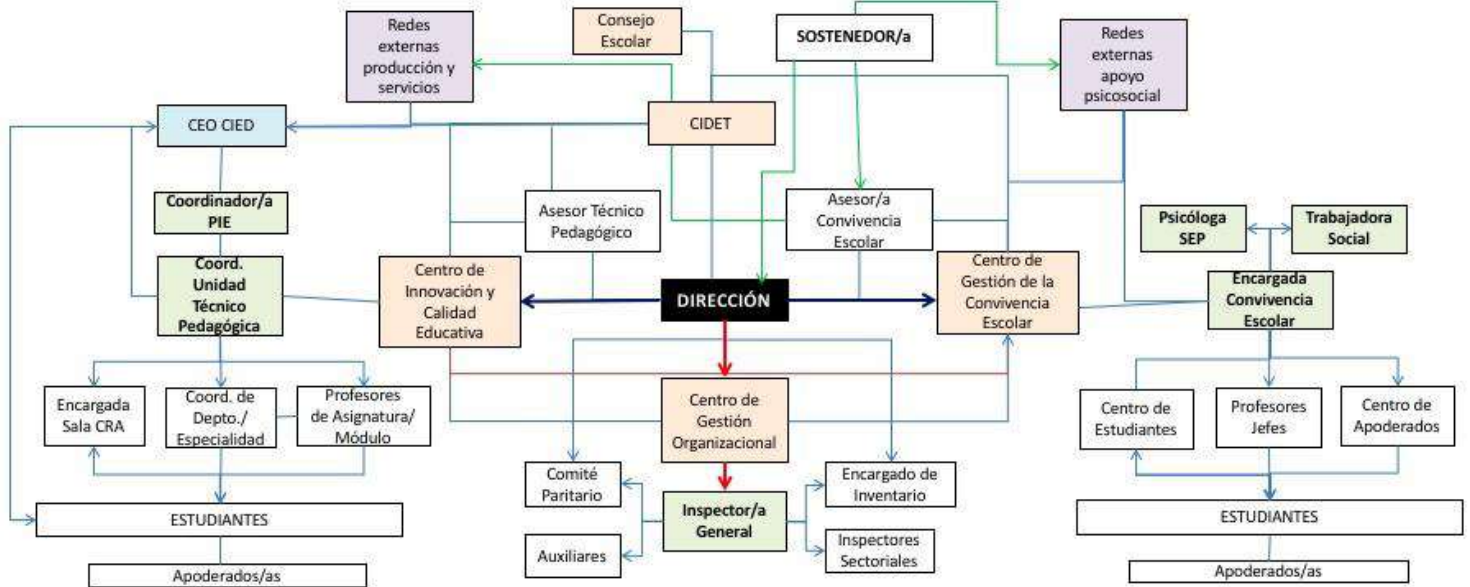 Redes
externas
producción y
servicios
Consejo
Escolar
SOSTENEDOR/a
Redes
externas
apoyo
psicosocial
CEO CIED
CIDET
Coordinador/a
PIE
Asesor Técnico
Pedagógico
Asesor/a
Convivencia
Escolar
Psicóloga
SEP
Trabajadora
Social
Coord.
Unidad
Técnico
Pedagógica
Centro de
Innovación y
Calidad
Educativa
DIRECCIÓN
Centro de
Gestión de la
Convivencia
Escolar
Encargada
Convivencia
Escolar
Encargada
Sala CRA
Coord. de
Depto./
Especialidad
Profesores
de Asignatura/
Módulo
Centro de
Gestión
Organizacional
Centro de
Estudiantes
Profesores
Jefes
Centro de
Apoderados
Comité
Paritario
Encargado de
Inventario
Inspector/a
General
Auxiliares
Inspectores
Sectoriales
ESTUDIANTES
ESTUDIANTES
Apoderados/as
Apoderados/as